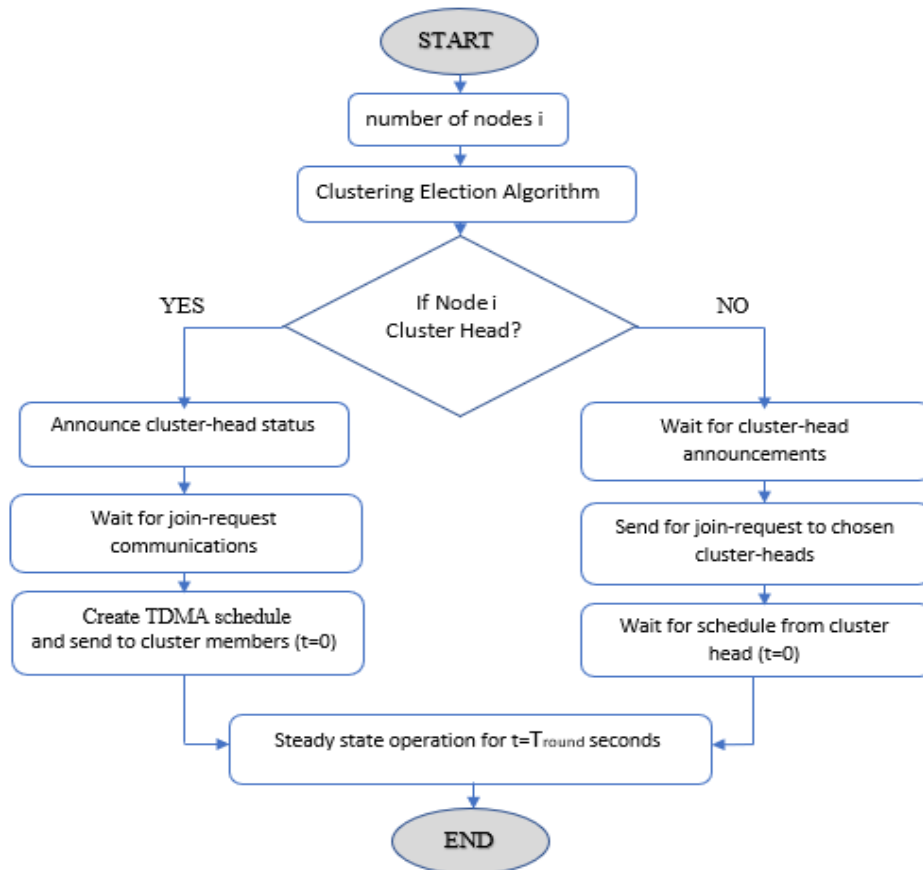 START
number of nodes i
Clustering Election Algorithm
If Node i
Cluster Head?
YES
NO
Announce cluster-head status
Wait for join-request
communications
Create TDMA schedule
and send to cluster members (t=0)
Wait for cluster-head
announcements
Send for join-request to chosen
cluster-heads
Wait for schedule from cluster
head (t=0)
Steady state operation for t=Tround seconds
END